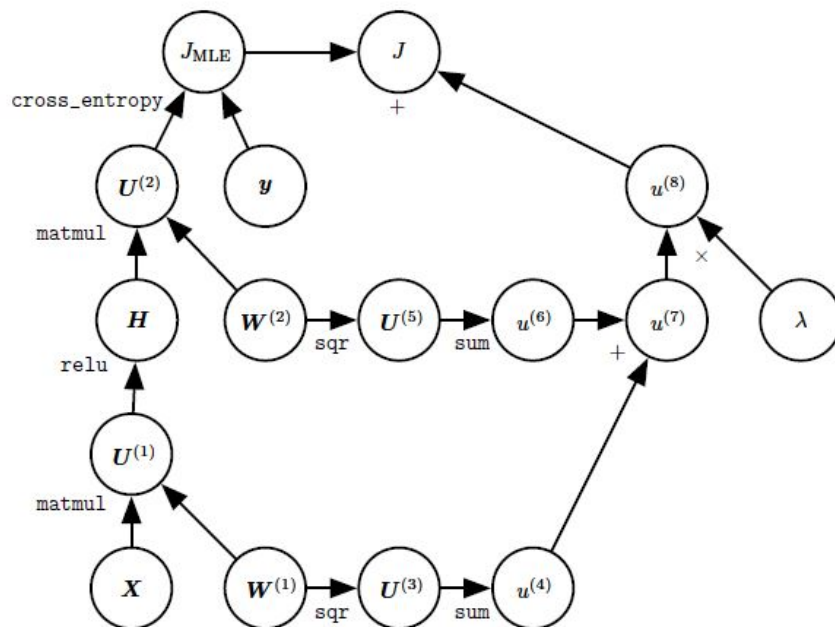 J_MLE J
cross_entropy +
U^(2) y u^(8)
matmul ×
H W^(2) U^(5) u^(6) u^(7) λ
relu sqr sum +
U^(1)
matmul
X W^(1) U^(3) u^(4)
sqr sum